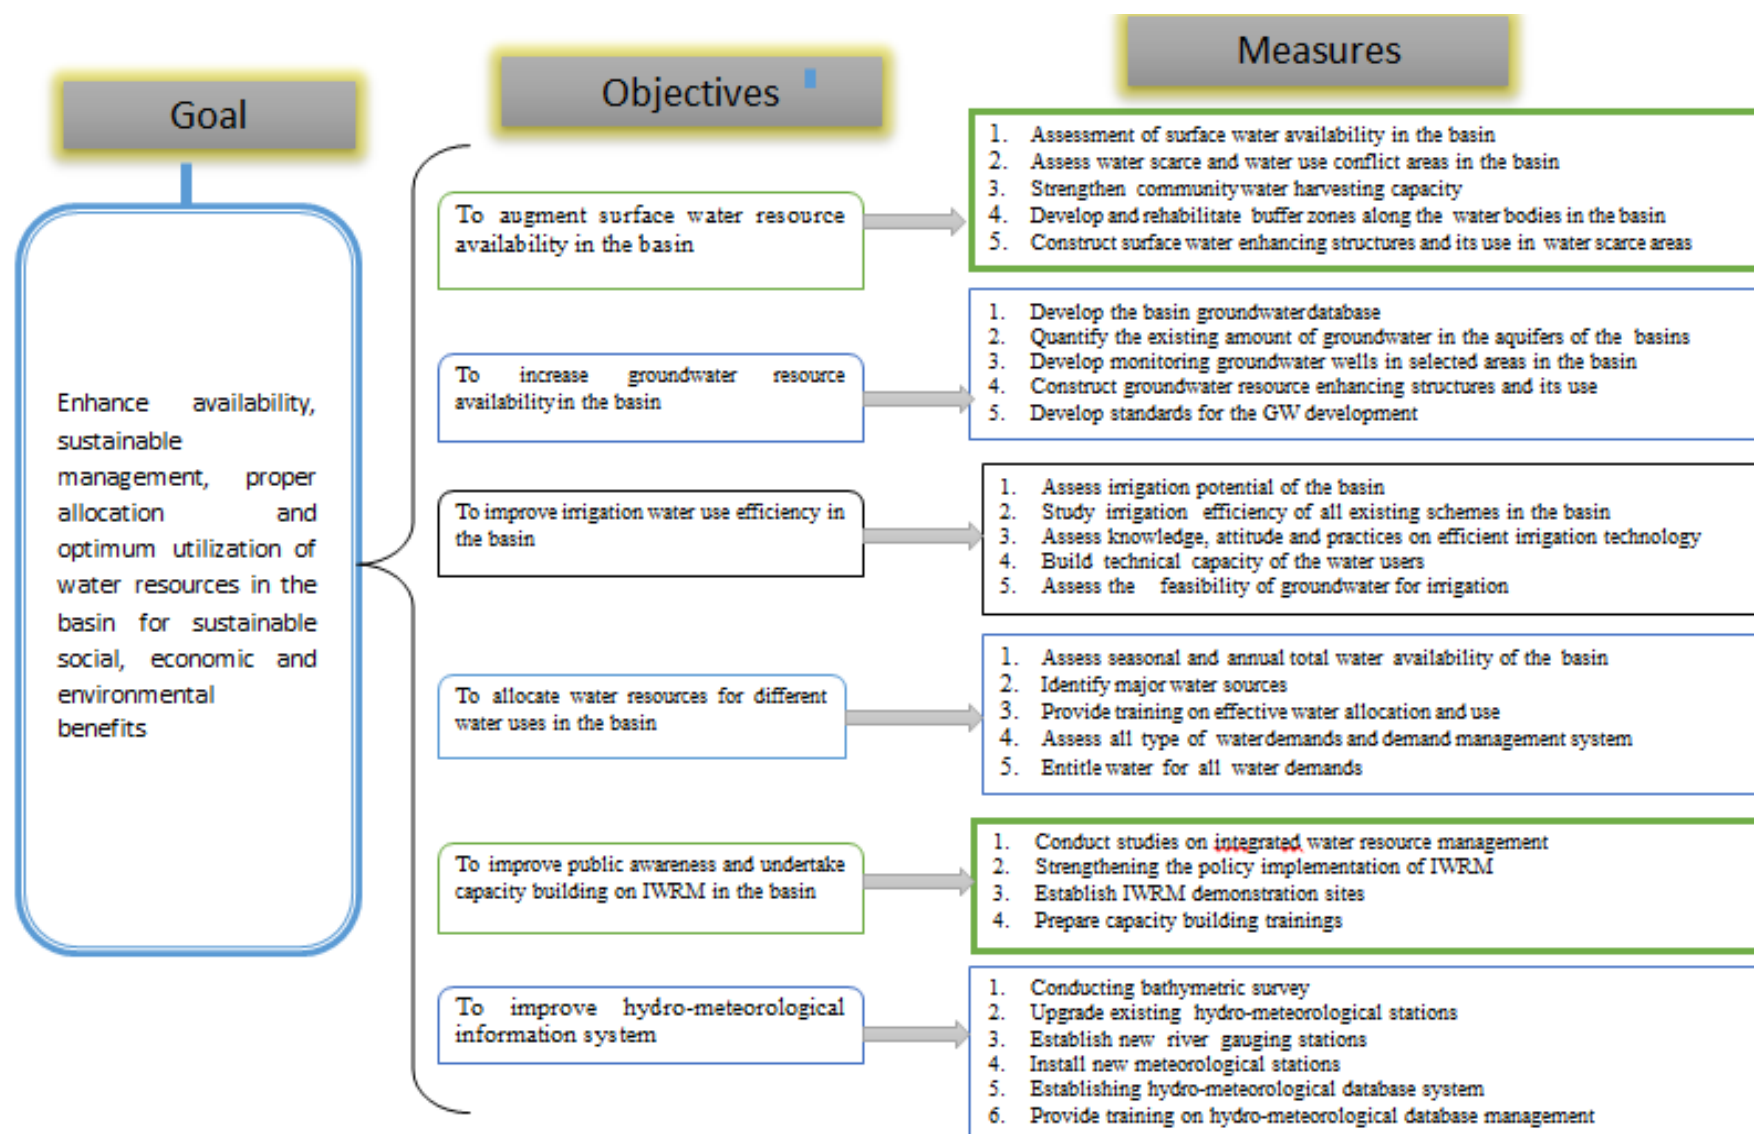 Goal
Enhance availability,
sustainable
management, proper
allocation and
optimum utilization of
water resources in the
basin for sustainable
social, economic and
environmental
benefits
Objectives
To augment surface water resource
availability in the basin
To increase groundwater resource
availability in the basin
To improve irrigation water use efficiency in
the basin
To allocate water resources for different
water uses in the basin
To improve public awareness and undertake
capacity building on IWRM in the basin
To improve hydro-meteorological
information system
Measures
1. Assessment of surface water availability in the basin
2. Assess water scarce and water use conflict areas in the basin
3. Strengthen community water harvesting capacity
4. Develop and rehabilitate buffer zones along the water bodies in the basin
5. Construct surface water enhancing structures and its use in water scarce areas
1. Develop the basin groundwater database
2. Quantify the existing amount of groundwater in the aquifers of the basins
3. Develop monitoring groundwater wells in selected areas in the basin
4. Construct groundwater resource enhancing structures and its use
5. Develop standards for the GW development
1. Assess irrigation potential of the basin
2. Study irrigation efficiency of all existing schemes in the basin
3. Assess knowledge, attitude and practices on efficient irrigation technology
4. Build technical capacity of the water users
5. Assess the feasibility of groundwater for irrigation
1. Assess seasonal and annual total water availability of the basin
2. Identify major water sources
3. Provide training on effective water allocation and use
4. Assess all type of water demands and demand management system
5. Entitle water for all water demands
1. Conduct studies on integrated water resource management
2. Strengthening the policy implementation of IWRM
3. Establish IWRM demonstration sites
4. Prepare capacity building trainings
1. Conducting bathymetric survey
2. Upgrade existing hydro-meteorological stations
3. Establish new river gauging stations
4. Install new meteorological stations
5. Establishing hydro-meteorological database system
6. Provide training on hydro-meteorological database management